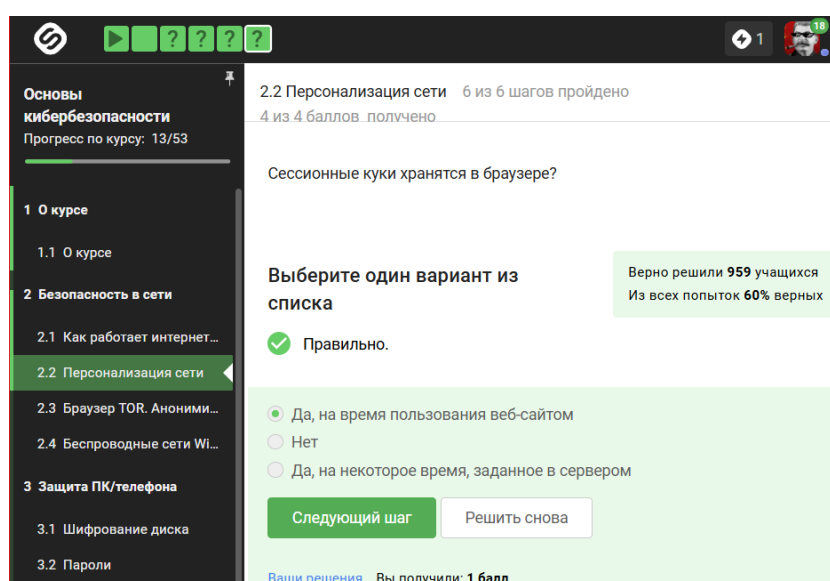 ? ? ? ?
1
18
Основы
кибербезопасности
Прогресс по курсу: 13/53
1 О курсе
1.1 О курсе
2 Безопасность в сети
2.1 Как работает интернет...
2.2 Персонализация сети
2.3 Браузер TOR. Аноними...
2.4 Беспроводные сети Wi...
3 Защита ПК/телефона
3.1 Шифрование диска
3.2 Пароли
2.2 Персонализация сети 6 из 6 шагов пройдено
4 из 4 баллов получено
Сессионные куки хранятся в браузере?
Выберите один вариант из
списка
Верно решили 959 учащихся
Из всех попыток 60% верных
Правильно.
Да, на время пользования веб-сайтом
Нет
Да, на некоторое время, заданное в сервером
Следующий шаг
Решить снова
Ваши решения Вы получили: 1 балл